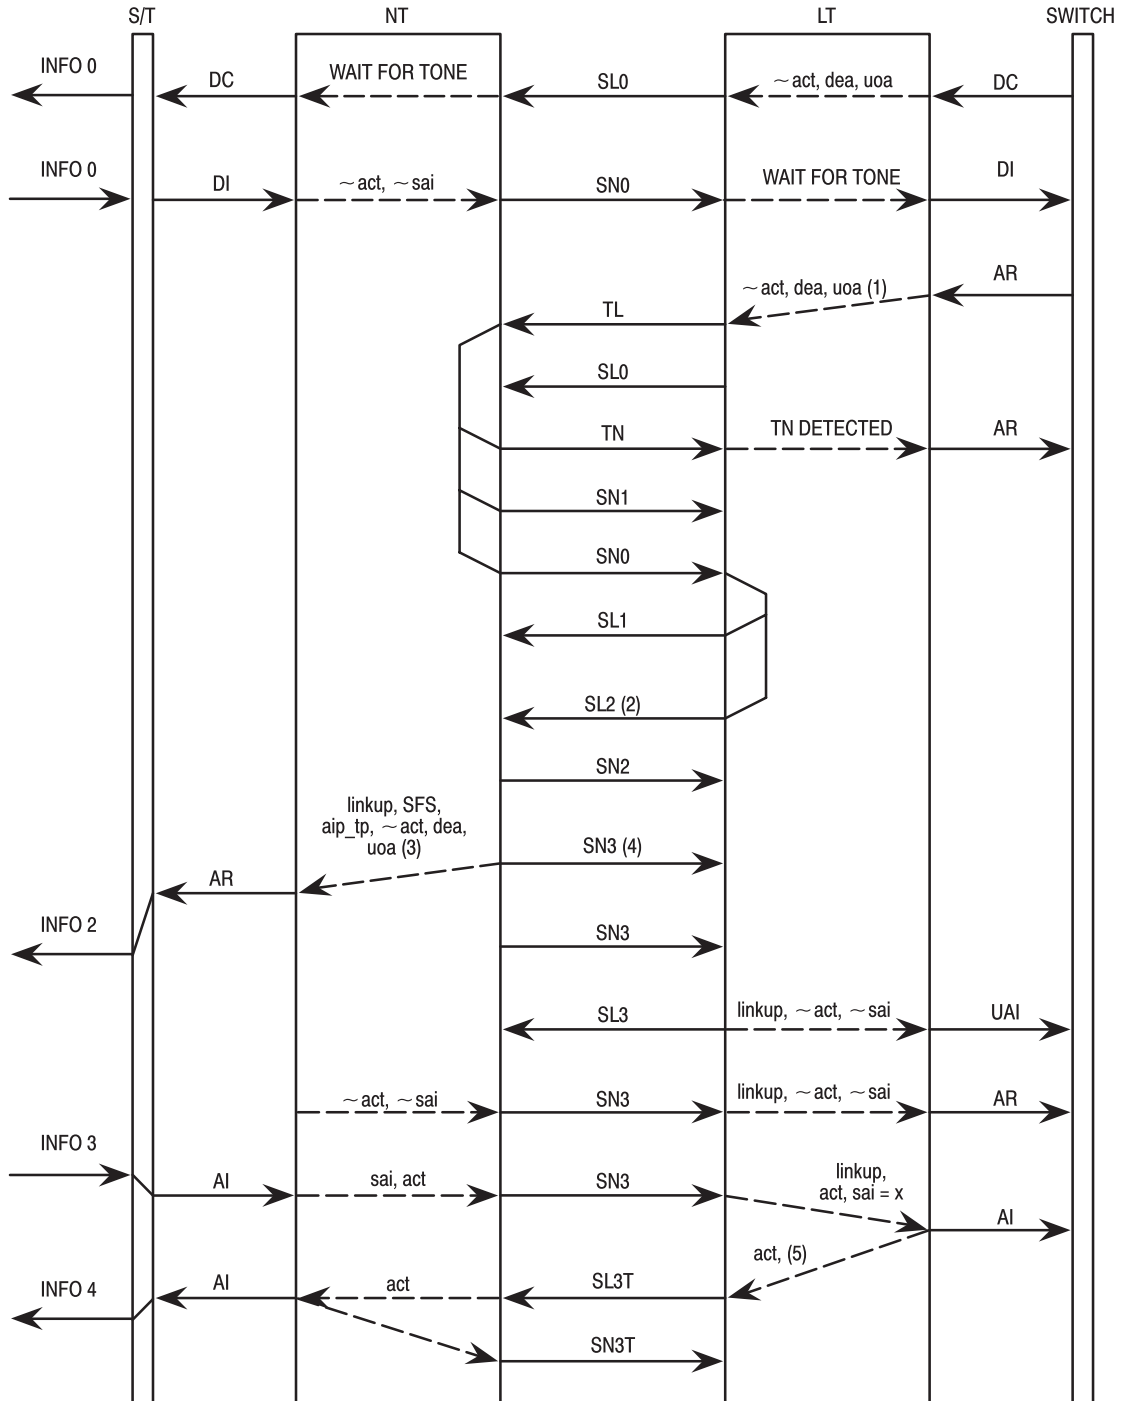 S/T NT LT SWITCH
INFO 0 DC WAIT FOR TONE SL0 ~act, dea, uoa DC
INFO 0 DI ~act, ~sai SN0 WAIT FOR TONE DI
~act, dea, uoa (1) AR
TL
SL0
TN TN DETECTED AR
SN1
SN0
SL1
SL2 (2)
SN2
linkup, SFS,
aip_tp, ~act, dea,
uoa (3) SN3 (4)
AR
INFO 2 SN3
SL3 linkup, ~act, ~sai UAI
~act, ~sai SN3 linkup, ~act, ~sai AR
INFO 3
AI sai, act SN3 linkup,
act, sai = x
AI
act, (5)
INFO 4 AI act SL3T
SN3T